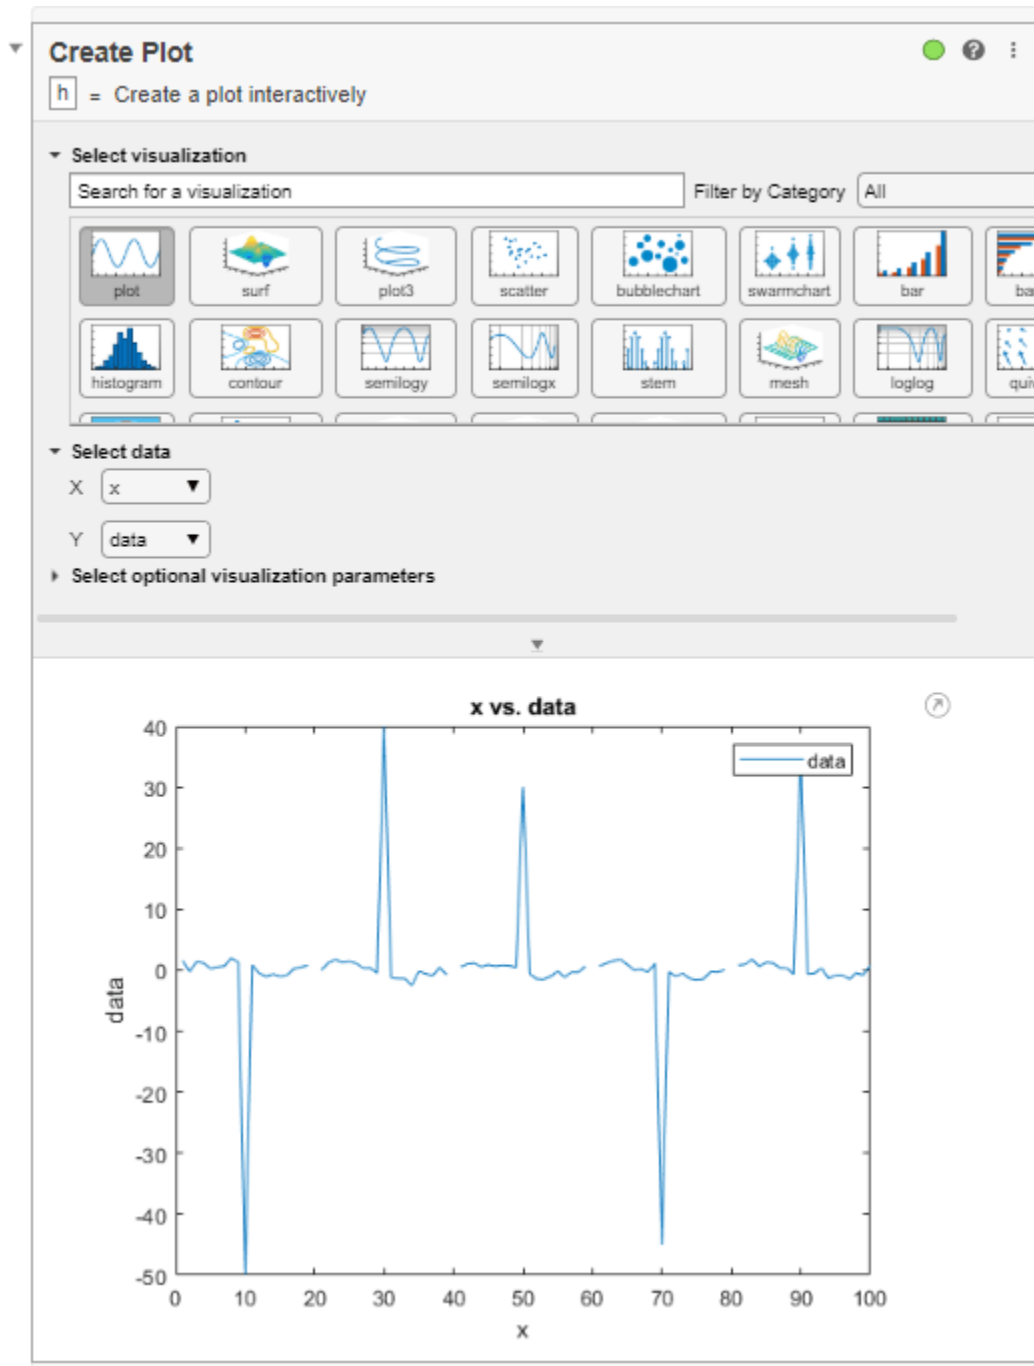 Create Plot
h = Create a plot interactively
Select visualization
Search for a visualization Filter by Category All
plot surf plot3 scatter bubblechart swarmchart bar
histogram contour semilogy semilogx stem mesh loglog
Select data
X x
Y data
Select optional visualization parameters
x vs. data
data
40
30
20
10
0
-10
-20
-30
-40
-50
data
0 10 20 30 40 50 60 70 80 90 100
x